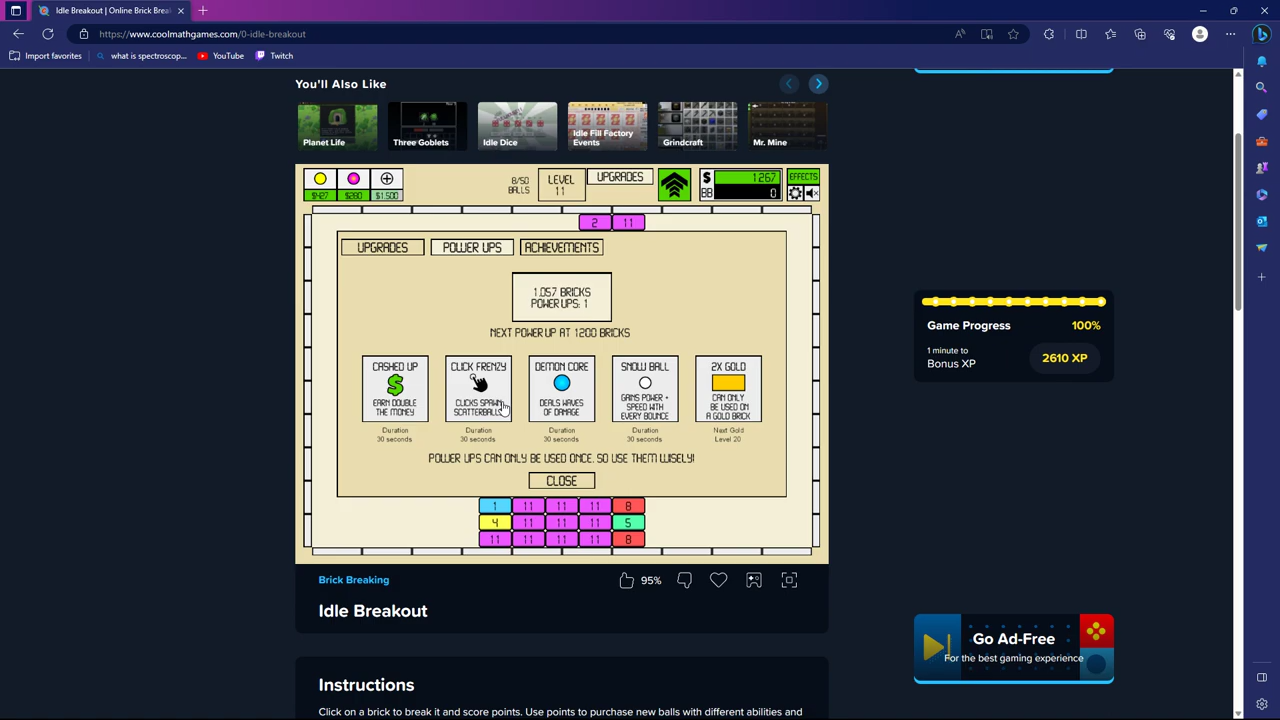 Idle Breakout | Online Brick Brea
https://www.coolmathgames.com/0-idle-breakout
Import favorites
what is spectroscop...
YouTube
Twitch
You'll Also Like
Planet Life
Three Goblets
Idle Dice
Idle Fill Factory
Events
Grindcraft
Mr. Mine
$427
$280
$1.500
8/50
BALLS
LEVEL
11
UPGRADES
$ 1267
BB 0
EFFECTS
2 11
UPGRADES
POWER UPS
ACHIEVEMENTS
1.057 BRICKS
POWER UPS: 1
NEXT POWER UP AT 1200 BRICKS
CASHED UP
EARN DOUBLE
THE MONEY
Duration
30 seconds
CLICK FRENZY
CLICKS SPAWN
Duration
30 seconds
DEMON CORE
DEALS WAVES
OF DAMAGE
Duration
30 seconds
SNOW BALL
GAINS POWER +
SPEED WITH
EVERY BOUNCE
Duration
30 seconds
2X GOLD
CAN ONLY
BE USED ON
A GOLD BRICK
Next Gold
Level 20
POWER UPS CAN ONLY BE USED ONCE, SO USE THEM WISELY!
CLOSE
1 11 11 11 8
4 11 11 11 5
11 11 11 11 8
Brick Breaking
95%
Idle Breakout
Instructions
Click on a brick to break it and score points. Use points to purchase new balls with different abilities and
Game Progress
100%
1 minute to
Bonus XP
2610 XP
Go Ad-Free
For the best gaming experience